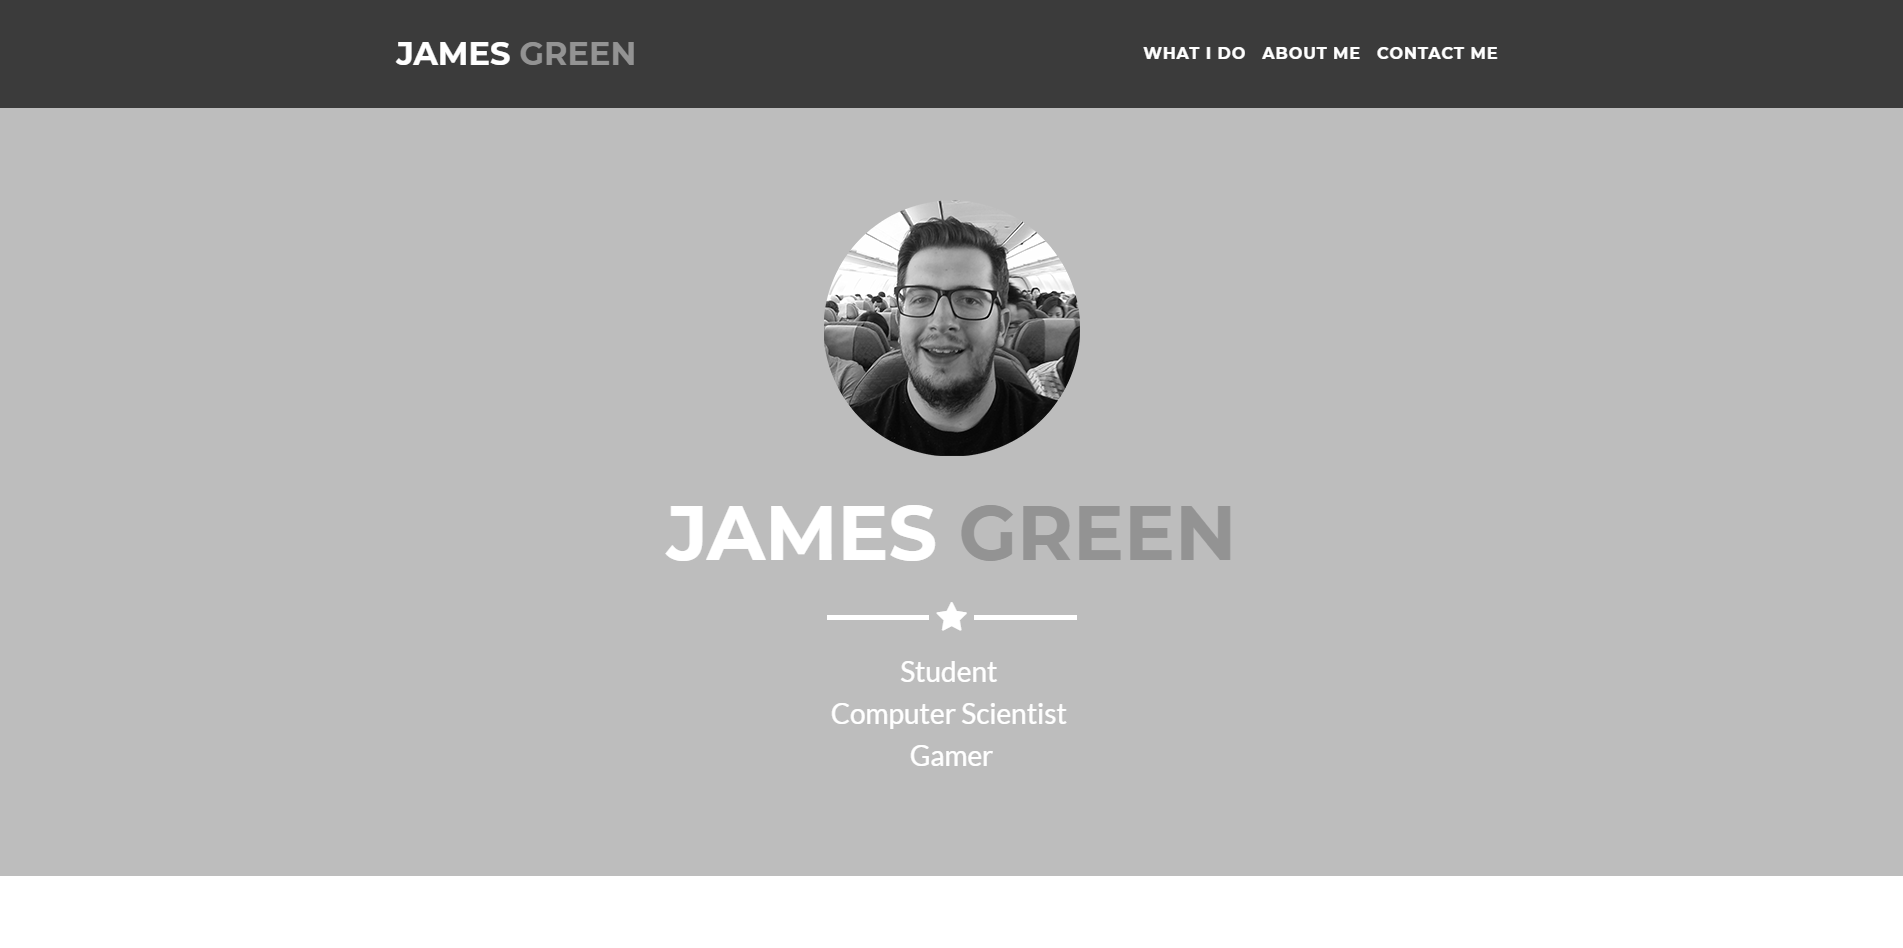 JAMES GREEN
WHAT I DO ABOUT ME CONTACT ME
JAMES GREEN
Student
Computer Scientist
Gamer